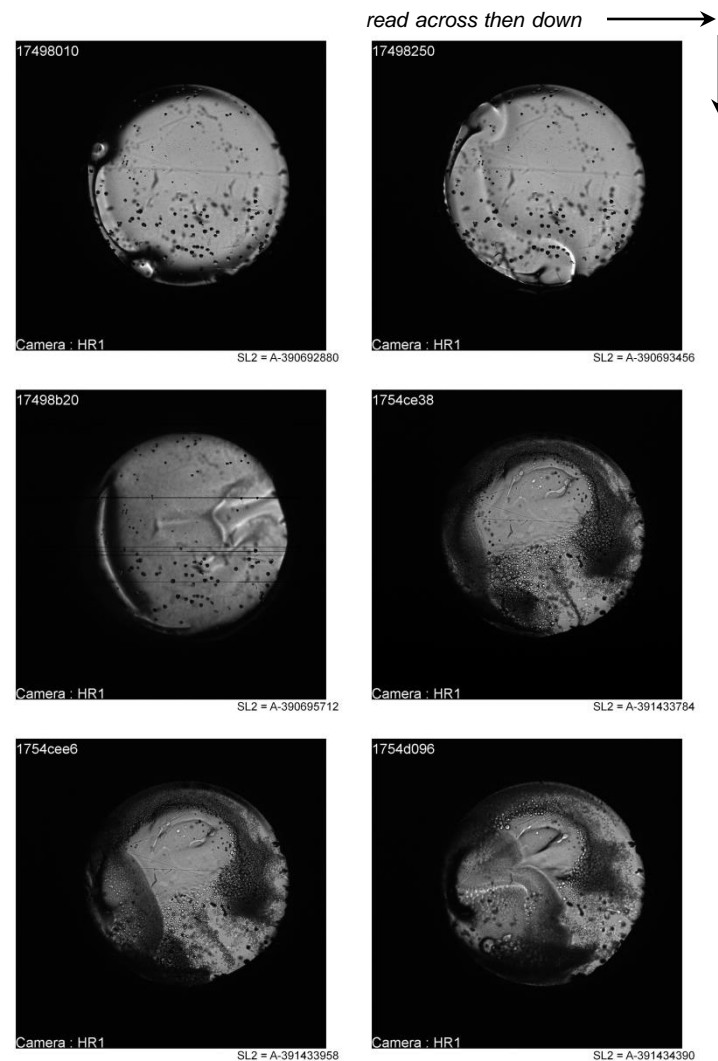 read across then down
17498010
17498250
Camera : HR1
Camera : HR1
SL2 = A-390692880
SL2 = A-390693456
17498b20
1754ce38
Camera : HR1
Camera : HR1
SL2 = A-390695712
SL2 = A-391433784
1754cee6
1754d096
Camera : HR1
Camera : HR1
SL2 = A-391433958
SL2 = A-391434390